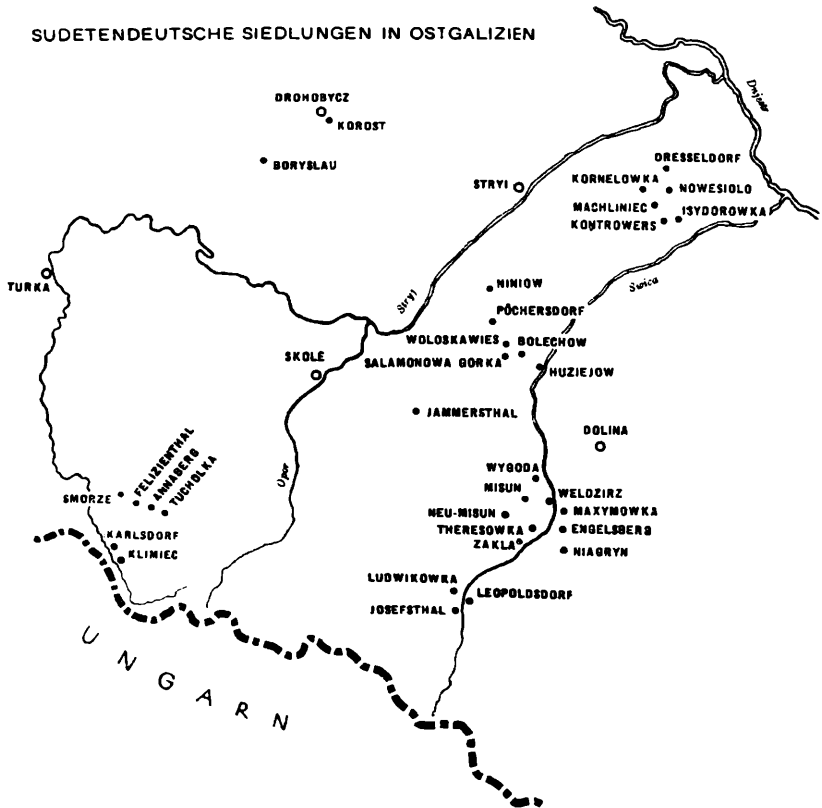 SUDETENDEUTSCHE SIEDLUNGEN IN OSTGALIZIEN
Dnjestr
DROHOBYCZ
KOROST
BORYSLAU
DRESSELDORF
STRYI
KORNELOWKA
NOWESIOLO
MACHLINIEC
ISYDOROWKA
KONTROWERS
TURKA
NINIOW
Stryj
Swica
PÖCHERSDORF
WOLOSKAWIES
BOLECHOW
SKOLE
SALAMONOWA GORKA
HUZIEJOW
JAMMERSTHAL
DOLINA
FELIZIENTHAL
ANNABERG
TUCHOLKA
SMORZE
Opor
WYGODA
MISUN
WELDZIRZ
NEU-MISUN
MAXYMOWKA
THERESOWKA
ENGELSBERG
KARLSDORF
ZAKLA
KLIMIEC
NIAGRYN
LUDWIKOWKA
LEOPOLDSDORF
JOSEFSTHAL
UNGARN